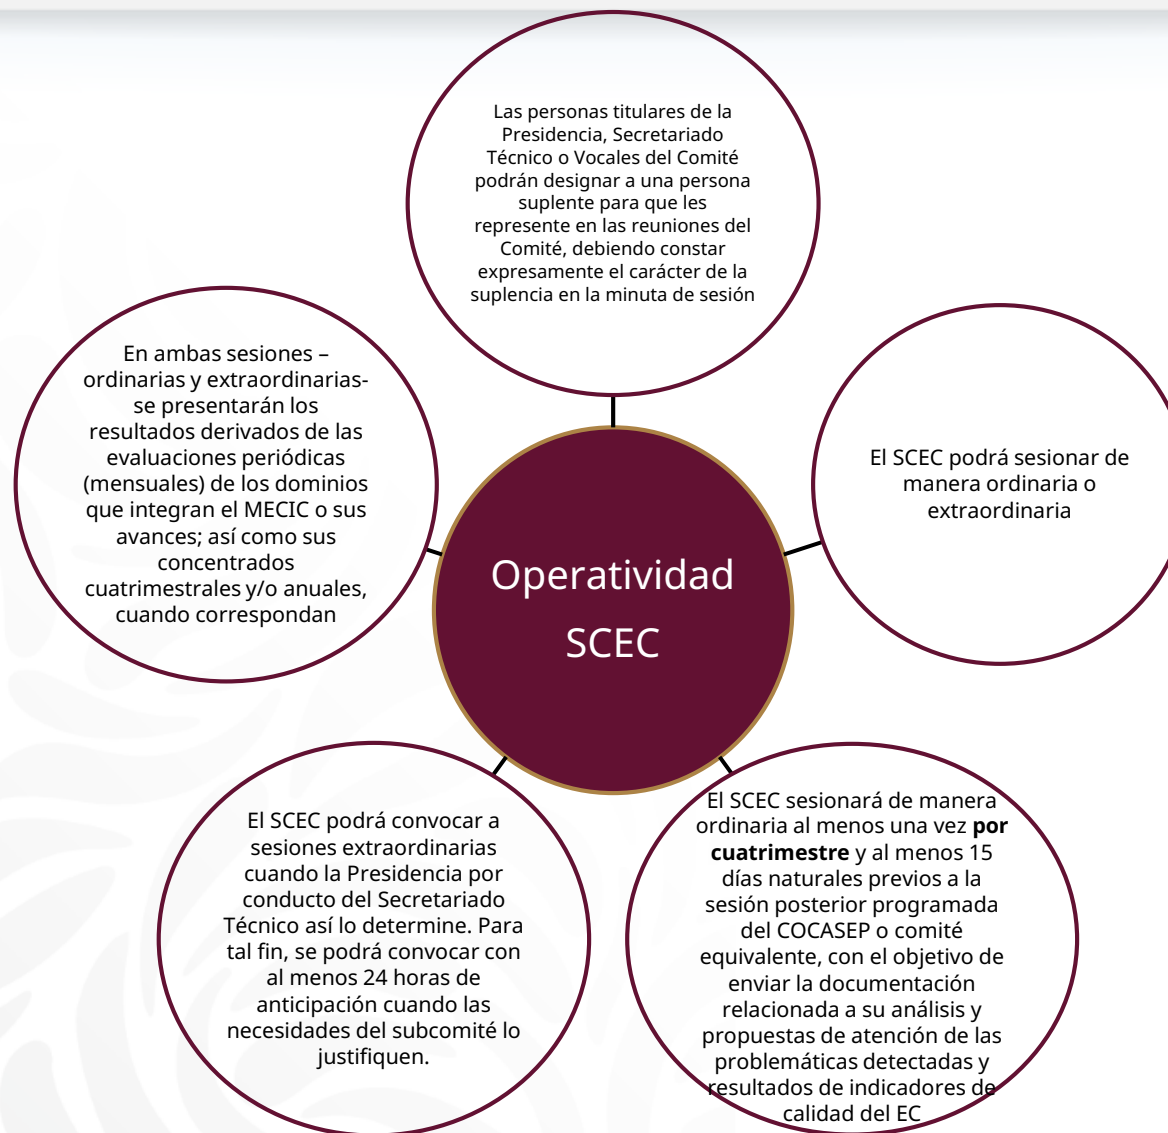 Las personas titulares de la
Presidencia, Secretariado
Técnico o Vocales del Comité
podrán designar a una persona
suplente para que les
represente en las reuniones del
Comité, debiendo constar
expresamente el carácter de la
suplencia en la minuta de sesión
En ambas sesiones –
ordinarias y extraordinarias-
se presentarán los
resultados derivados de las
evaluaciones periódicas
(mensuales) de los dominios
que integran el MECIC o sus
avances; así como sus
concentrados
cuatrimestrales y/o anuales,
cuando correspondan
El SCEC podrá sesionar de
manera ordinaria o
extraordinaria
Operatividad
SCEC
El SCEC podrá convocar a
sesiones extraordinarias
cuando la Presidencia por
conducto del Secretariado
Técnico así lo determine. Para
tal fin, se podrá convocar con
al menos 24 horas de
anticipación cuando las
necesidades del subcomité lo
justifiquen.
El SCEC sesionará de manera
ordinaria al menos una vez por
cuatrimestre y al menos 15
días naturales previos a la
sesión posterior programada
del COCASEP o comité
equivalente, con el objetivo de
enviar la documentación
relacionada a su análisis y
propuestas de atención de las
problemáticas detectadas y
resultados de indicadores de
calidad del EC